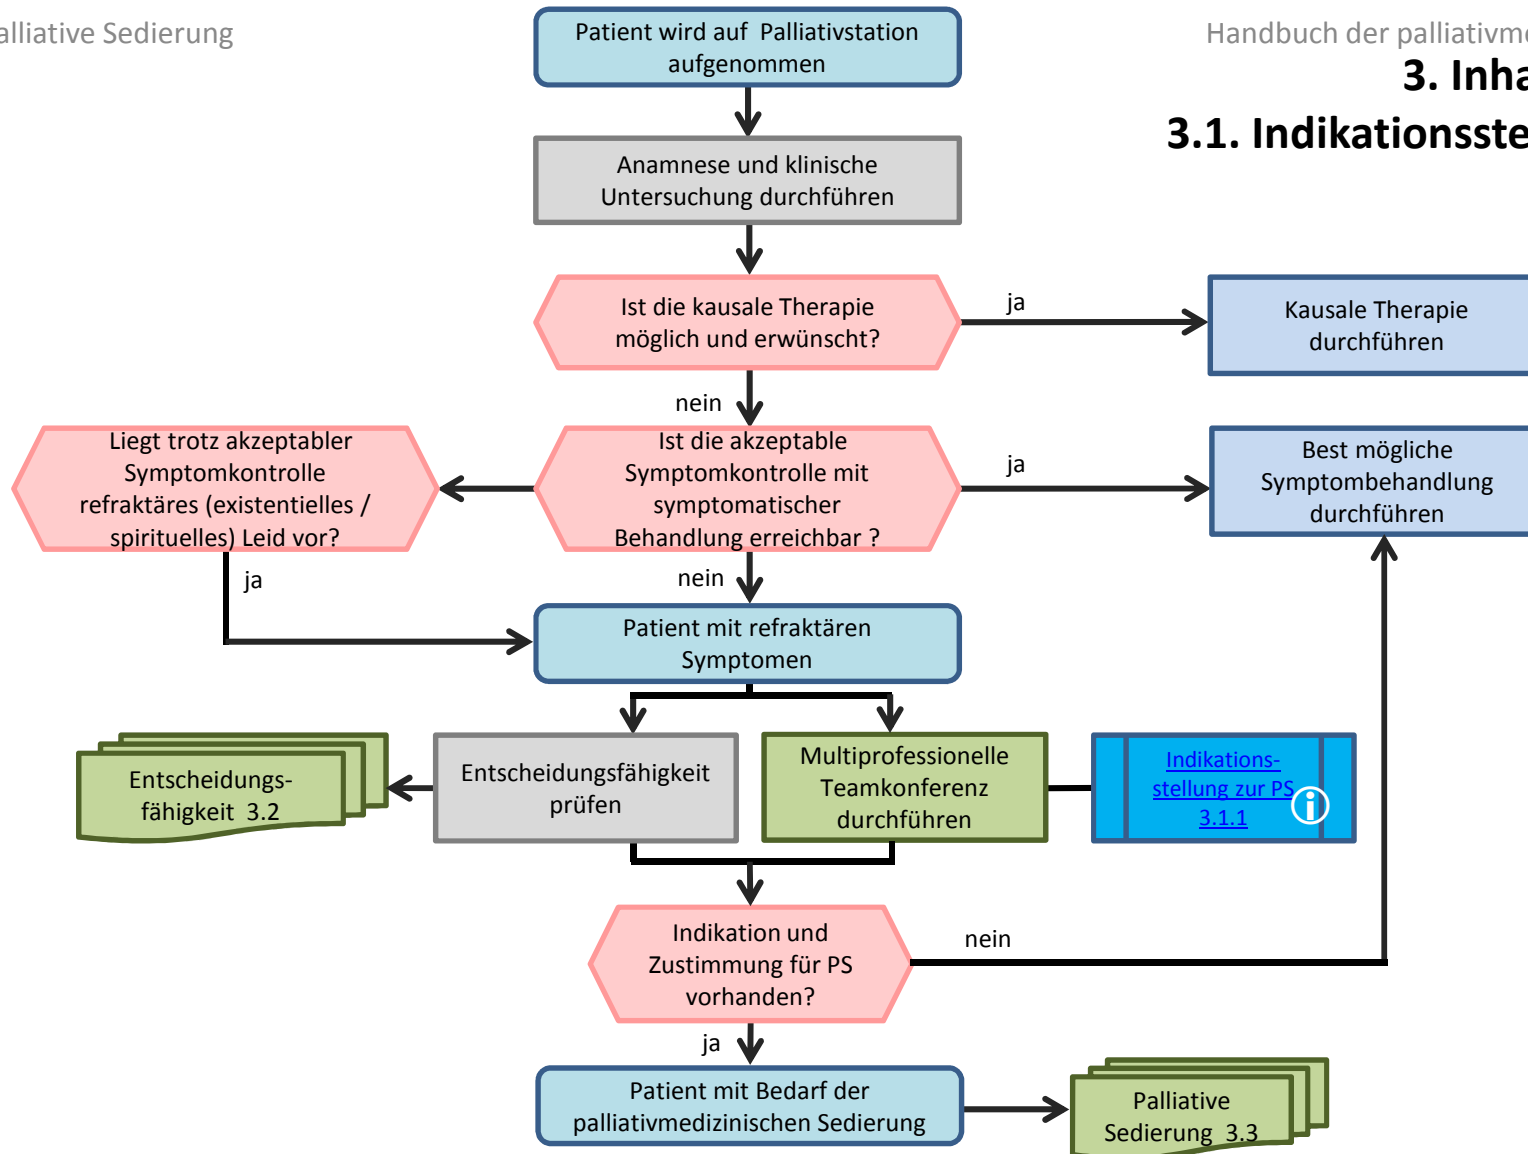 alliative Sedierung
Handbuch der palliativme
3. Inha
3.1. Indikationsste
Patient wird auf Palliativstation
aufgenommen
Anamnese und klinische
Untersuchung durchführen
Ist die kausale Therapie
möglich und erwünscht?
ja
Kausale Therapie
durchführen
nein
Liegt trotz akzeptabler
Symptomkontrolle
refraktäres (existentielles /
spirituelles) Leid vor?
Ist die akzeptable
Symptomkontrolle mit
symptomatischer
Behandlung erreichbar ?
ja
Best mögliche
Symptombehandlung
durchführen
ja
nein
Patient mit refraktären
Symptomen
Entscheidungs-
fähigkeit 3.2
Entscheidungsfähigkeit
prüfen
Multiprofessionelle
Teamkonferenz
durchführen
Indikations-
stellung zur PS
3.1.1
i
Indikation und
Zustimmung für PS
vorhanden?
nein
ja
Patient mit Bedarf der
palliativmedizinischen Sedierung
Palliative
Sedierung 3.3